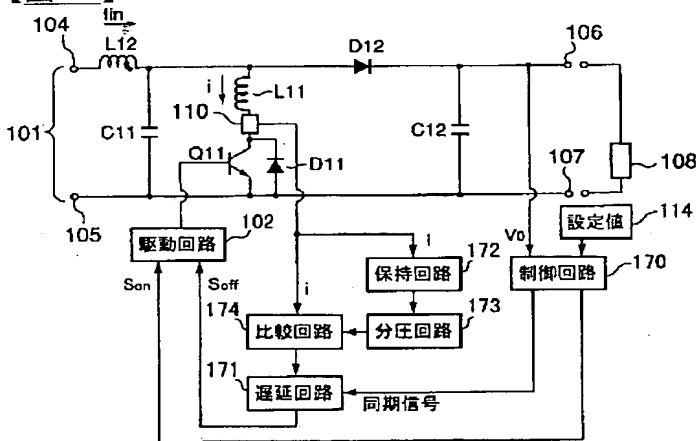 Iin
104
L12
D12
106
i
L11
110
101
C11
C12
Q11
D11
108
107
105
102
114
駆動回路
設定値
V0
i
172
170
Son
Soff
保持回路
制御回路
i
174
173
比較回路
分圧回路
171
遅延回路
同期信号